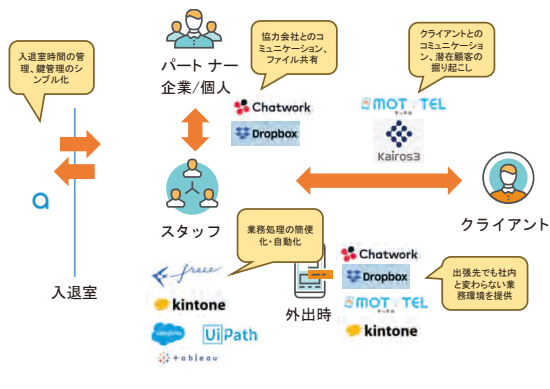 入退室時間の管
理、鍵管理のシ
ンプル化
パートナー
企業/個人
協力会社とのコ
ミュニケーション、
ファイル共有
クライアントとの
コミュニケーショ
ン、潜在顧客の
掘り起こし
Chatwork
Dropbox
MOT TEL
Kairos3
スタッフ
クライアント
入退室
業務処理の簡便
化・自動化
freee
kintone
salesforce
UiPath
+tableau
外出時
Chatwork
Dropbox
MOT TEL
kintone
出張先でも社内
と変わらない業
務環境を提供